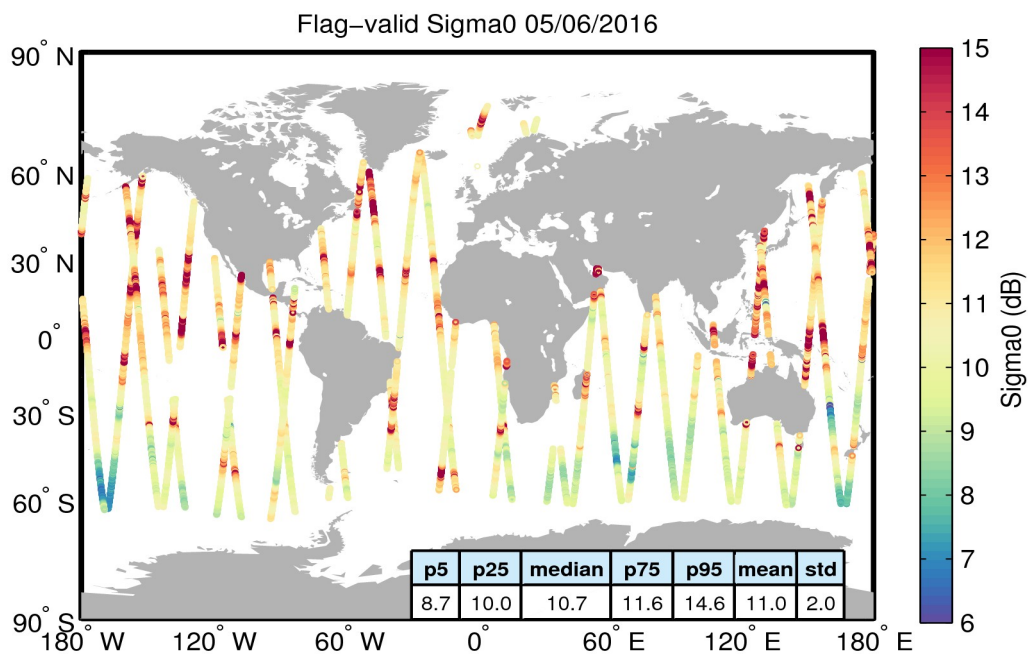 Flag−valid Sigma0 05/06/2016
90° N
60° N
30° N
0°
30° S
60° S
90° S
180° W
120° W
60° W
0°
60° E
120° E
180° E
15
14
13
12
11
10
9
8
7
6
Sigma0 (dB)
p5 p25 median p75 p95 mean std
8.7 10.0 10.7 11.6 14.6 11.0 2.0